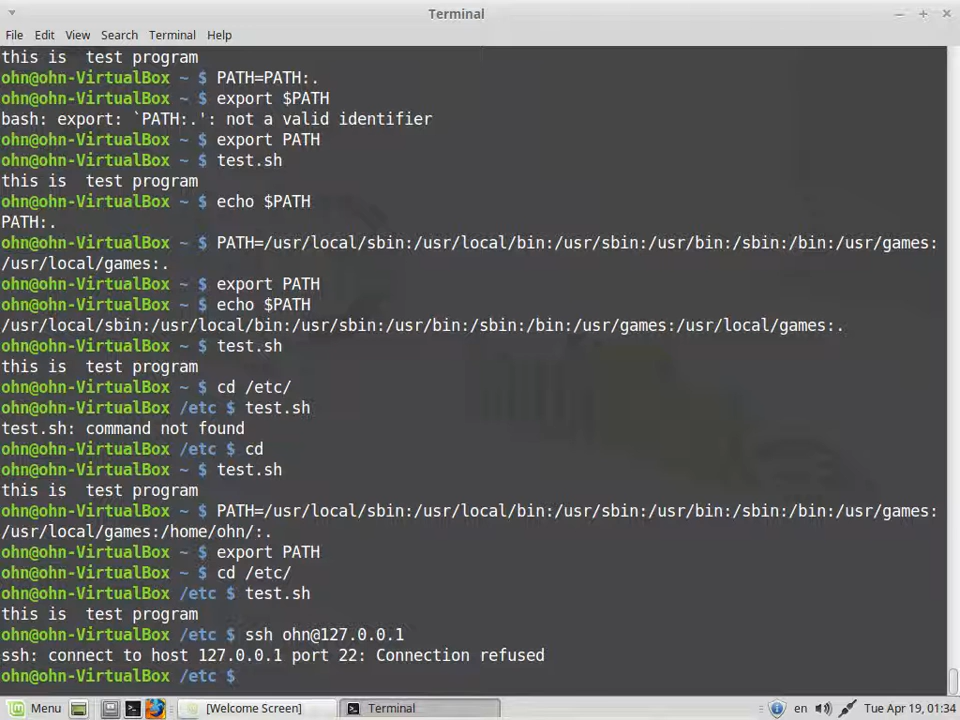 Terminal
File Edit View Search Terminal Help
this is  test program
ohn@ohn-VirtualBox ~ $ PATH=PATH:.
ohn@ohn-VirtualBox ~ $ export $PATH
bash: export: `PATH:.': not a valid identifier
ohn@ohn-VirtualBox ~ $ export PATH
ohn@ohn-VirtualBox ~ $ test.sh
this is  test program
ohn@ohn-VirtualBox ~ $ echo $PATH
PATH:.
ohn@ohn-VirtualBox ~ $ PATH=/usr/local/sbin:/usr/local/bin:/usr/sbin:/usr/bin:/sbin:/bin:/usr/games:
/usr/local/games:.
ohn@ohn-VirtualBox ~ $ export PATH
ohn@ohn-VirtualBox ~ $ echo $PATH
/usr/local/sbin:/usr/local/bin:/usr/sbin:/usr/bin:/sbin:/bin:/usr/games:/usr/local/games:.
ohn@ohn-VirtualBox ~ $ test.sh
this is  test program
ohn@ohn-VirtualBox ~ $ cd /etc/
ohn@ohn-VirtualBox /etc $ test.sh
test.sh: command not found
ohn@ohn-VirtualBox /etc $ cd
ohn@ohn-VirtualBox ~ $ test.sh
this is  test program
ohn@ohn-VirtualBox ~ $ PATH=/usr/local/sbin:/usr/local/bin:/usr/sbin:/usr/bin:/sbin:/bin:/usr/games:
/usr/local/games:/home/ohn/:.
ohn@ohn-VirtualBox ~ $ export PATH
ohn@ohn-VirtualBox ~ $ cd /etc/
ohn@ohn-VirtualBox /etc $ test.sh
this is  test program
ohn@ohn-VirtualBox /etc $ ssh ohn@127.0.0.1
ssh: connect to host 127.0.0.1 port 22: Connection refused
ohn@ohn-VirtualBox /etc $
Menu [Welcome Screen] Terminal en Tue Apr 19, 01:34